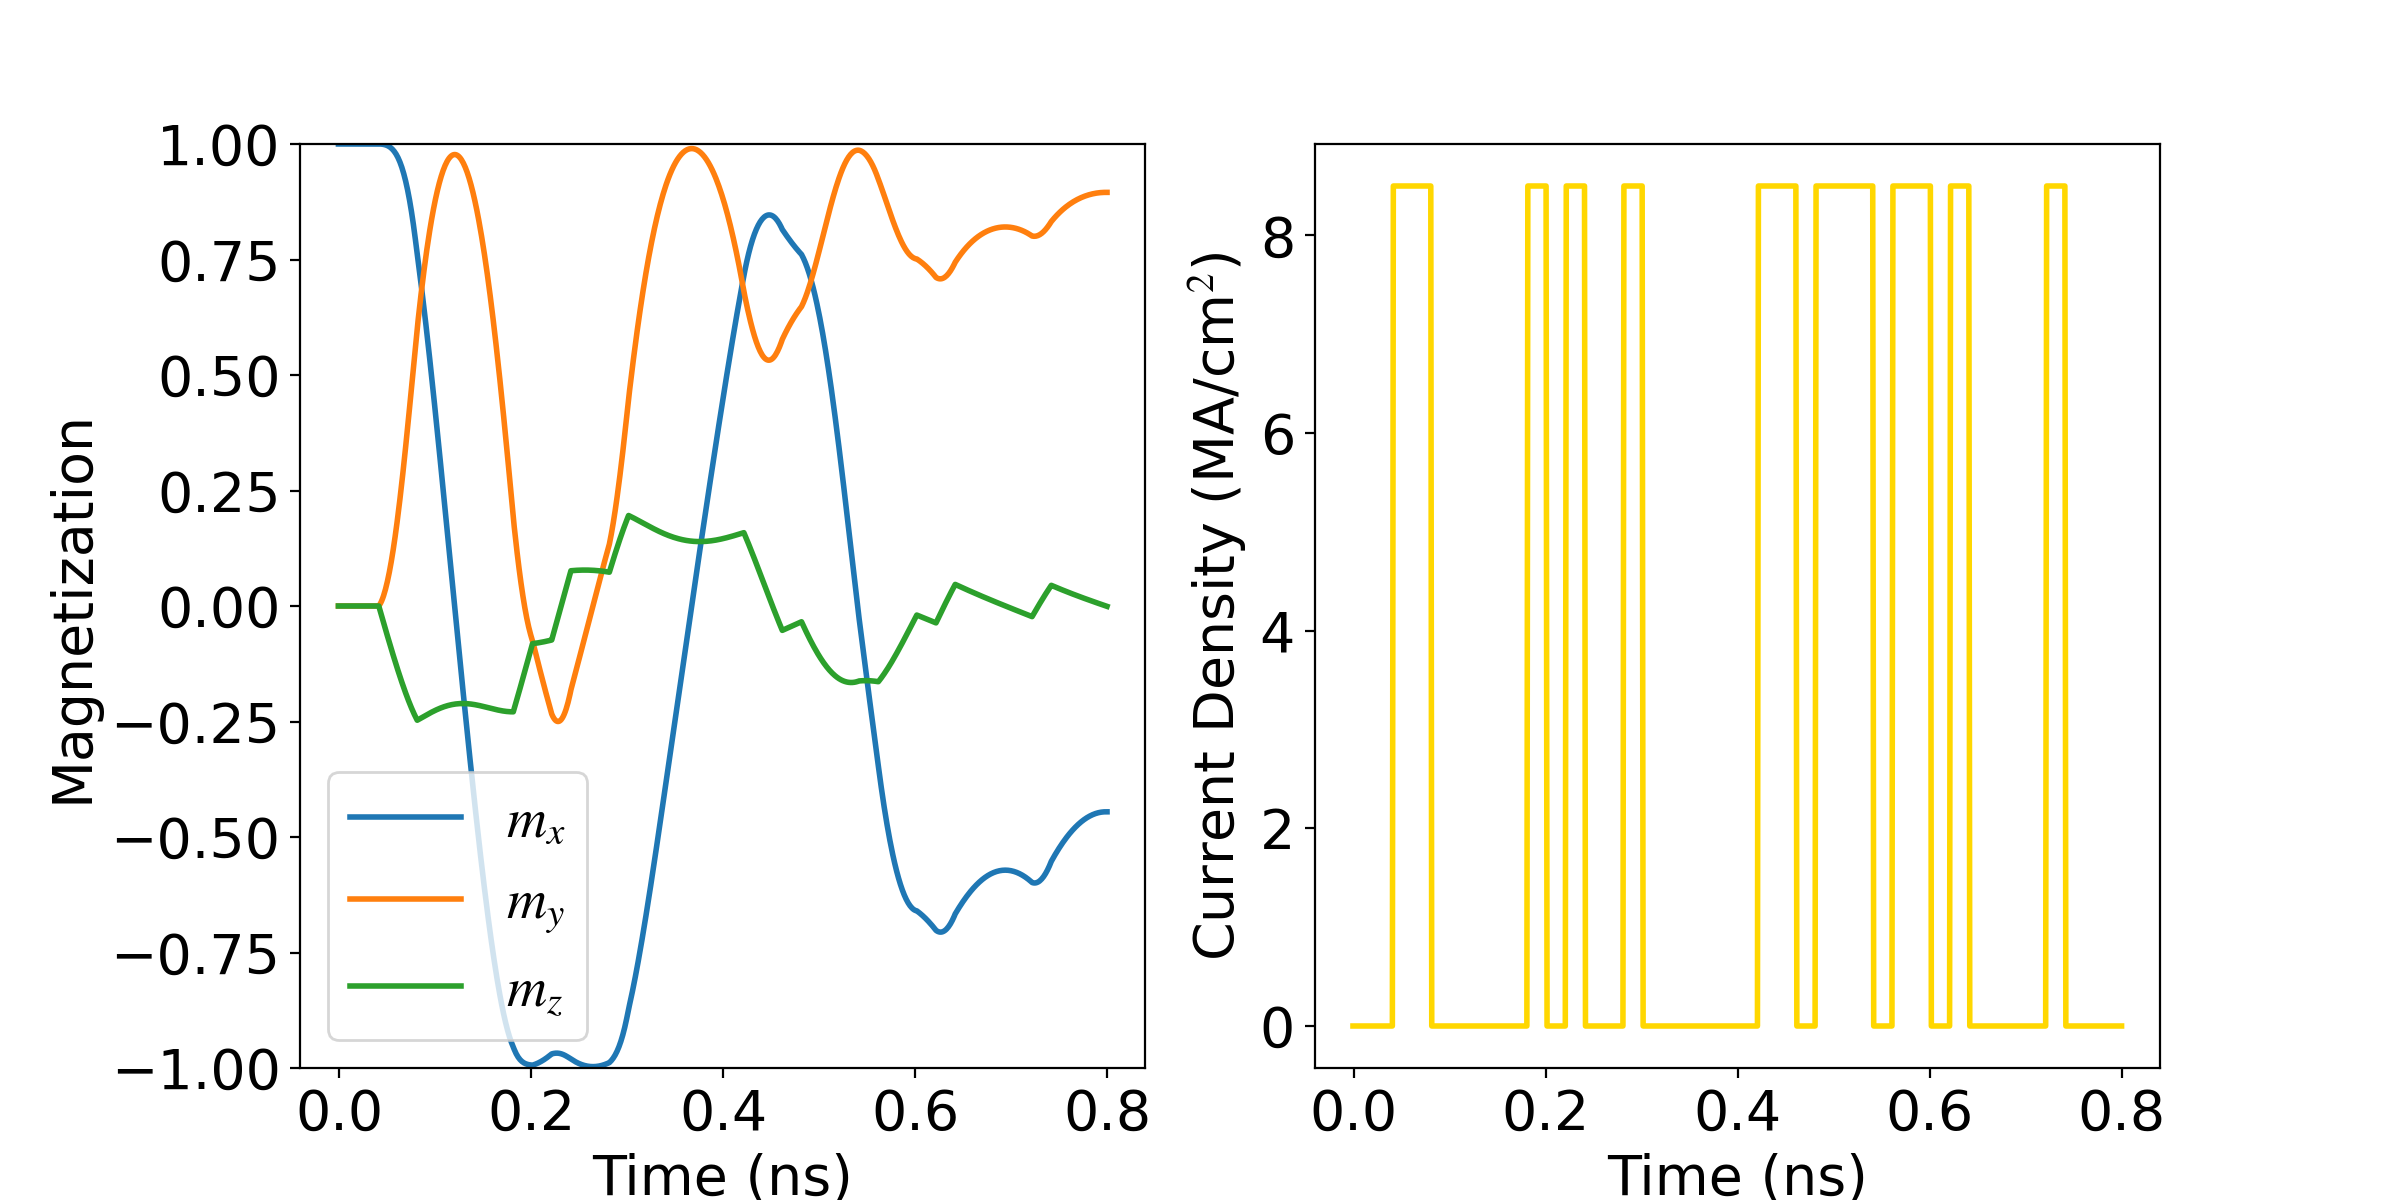 Magnetization
1.00
0.75
0.50
0.25
0.00
−0.25
−0.50
−0.75
−1.00
m_x
m_y
m_z
0.0 0.2 0.4 0.6 0.8
Time (ns)
Current Density (MA/cm²)
8
6
4
2
0
0.0 0.2 0.4 0.6 0.8
Time (ns)